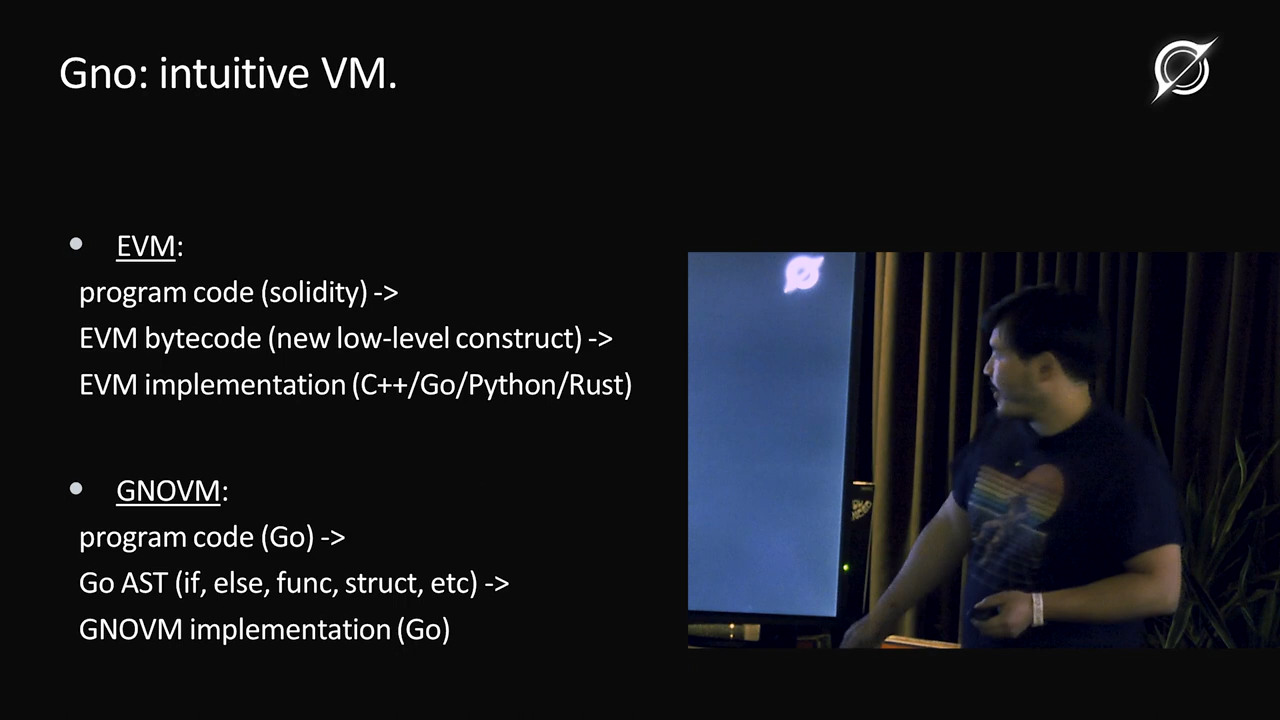 Gno: intuitive VM.
EVM:
program code (solidity) ->
EVM bytecode (new low-level construct) ->
EVM implementation (C++/Go/Python/Rust)
GNOVM:
program code (Go) ->
Go AST (if, else, func, struct, etc) ->
GNOVM implementation (Go)